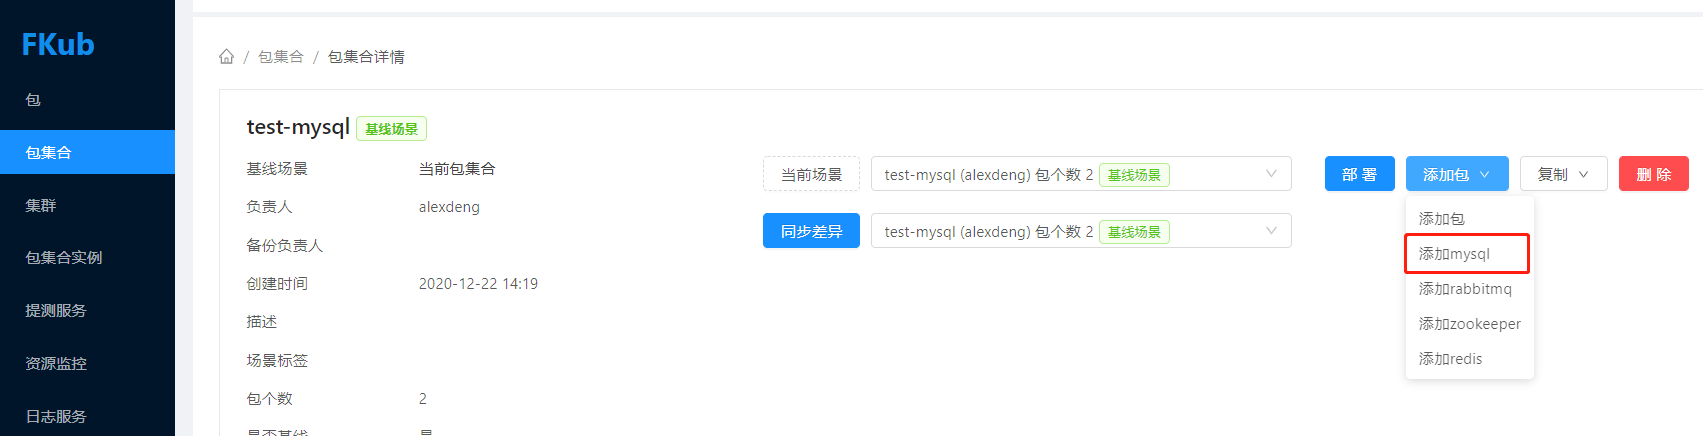 FKub
包
包集合
集群
包集合实例
提测服务
资源监控
日志服务
/ 包集合 / 包集合详情
test-mysql 基线场景
基线场景 当前包集合
负责人 alexdeng
备份负责人
创建时间 2020-12-22 14:19
描述
场景标签
包个数 2
是否基线 是
当前场景 test-mysql (alexdeng) 包个数 2 基线场景
同步差异 test-mysql (alexdeng) 包个数 2 基线场景
部 署 添加包 复制 删 除
添加包
添加mysql
添加rabbitmq
添加zookeeper
添加redis